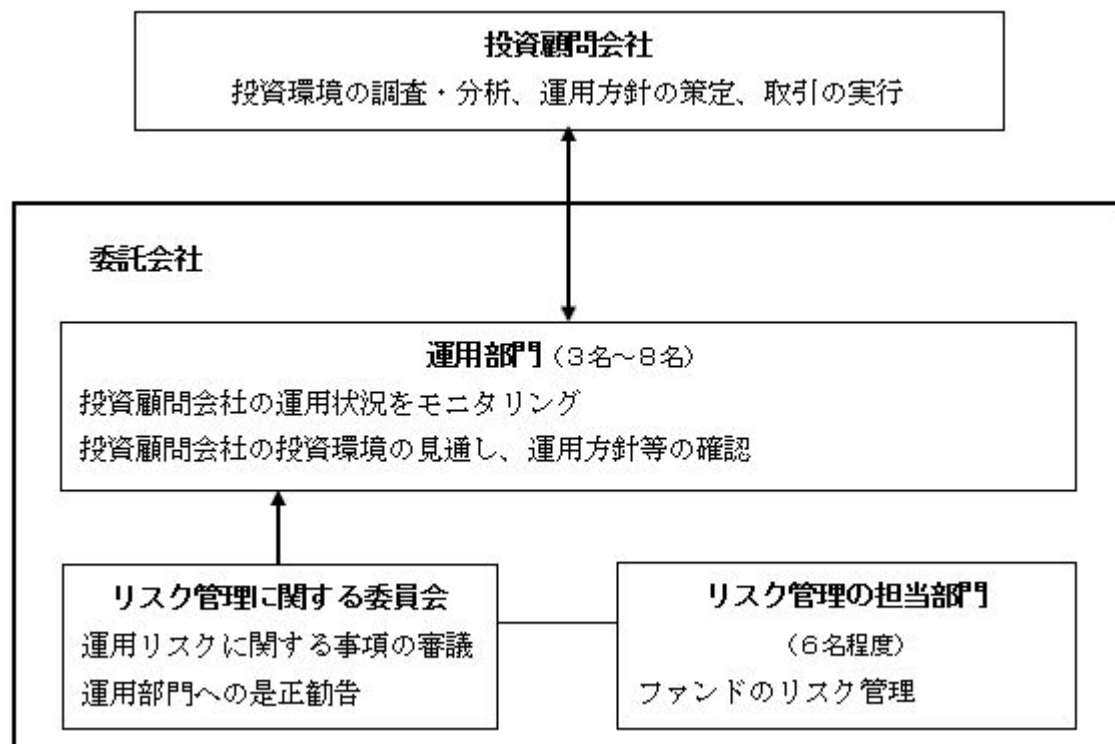 投資顧問会社
投資環境の調査・分析、運用方針の策定、取引の実行
委託会社
運用部門（３名～８名）
投資顧問会社の運用状況をモニタリング
投資顧問会社の投資環境の見通し、運用方針等の確認
リスク管理に関する委員会
運用リスクに関する事項の審議
運用部門への是正勧告
リスク管理の担当部門
（６名程度）
ファンドのリスク管理